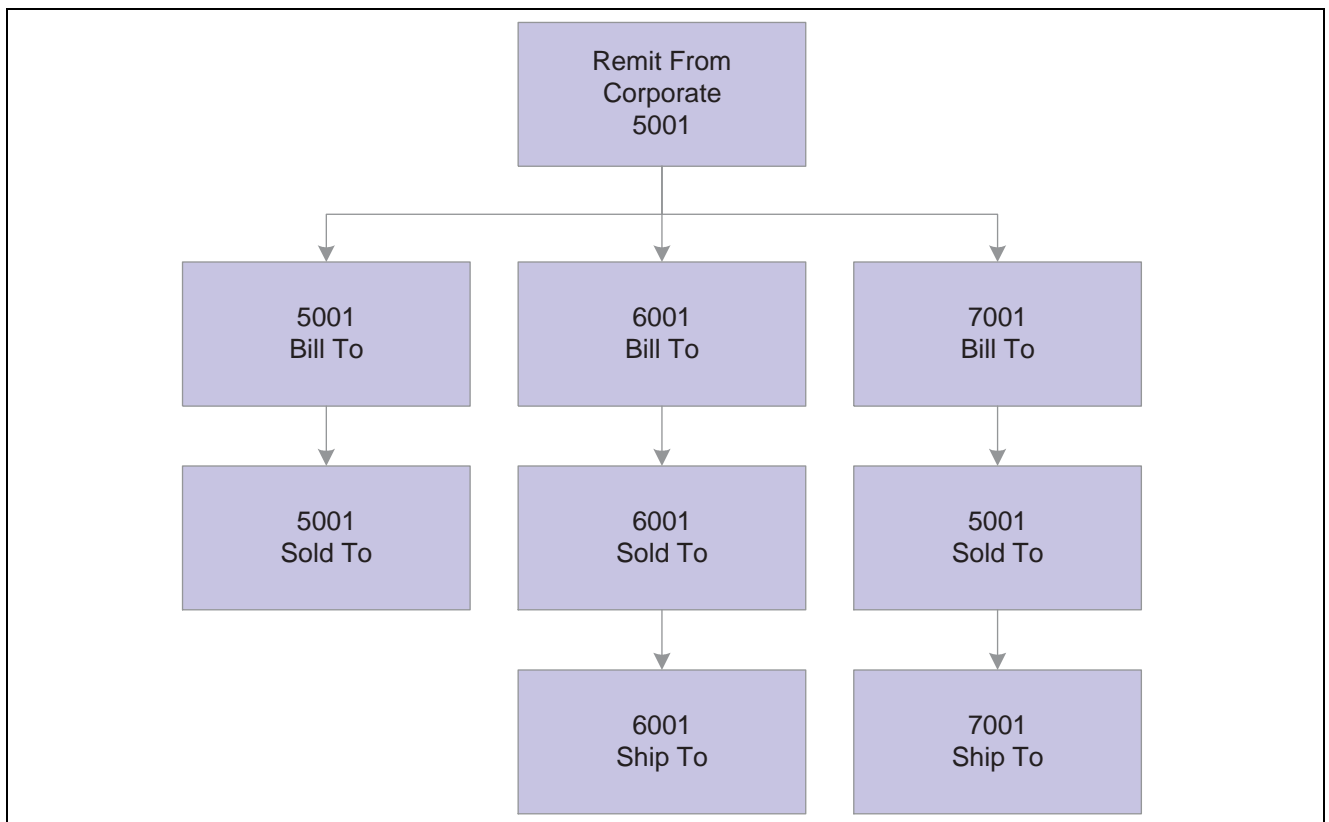 Remit From
Corporate
5001
5001
Bill To
6001
Bill To
7001
Bill To
5001
Sold To
6001
Sold To
5001
Sold To
6001
Ship To
7001
Ship To